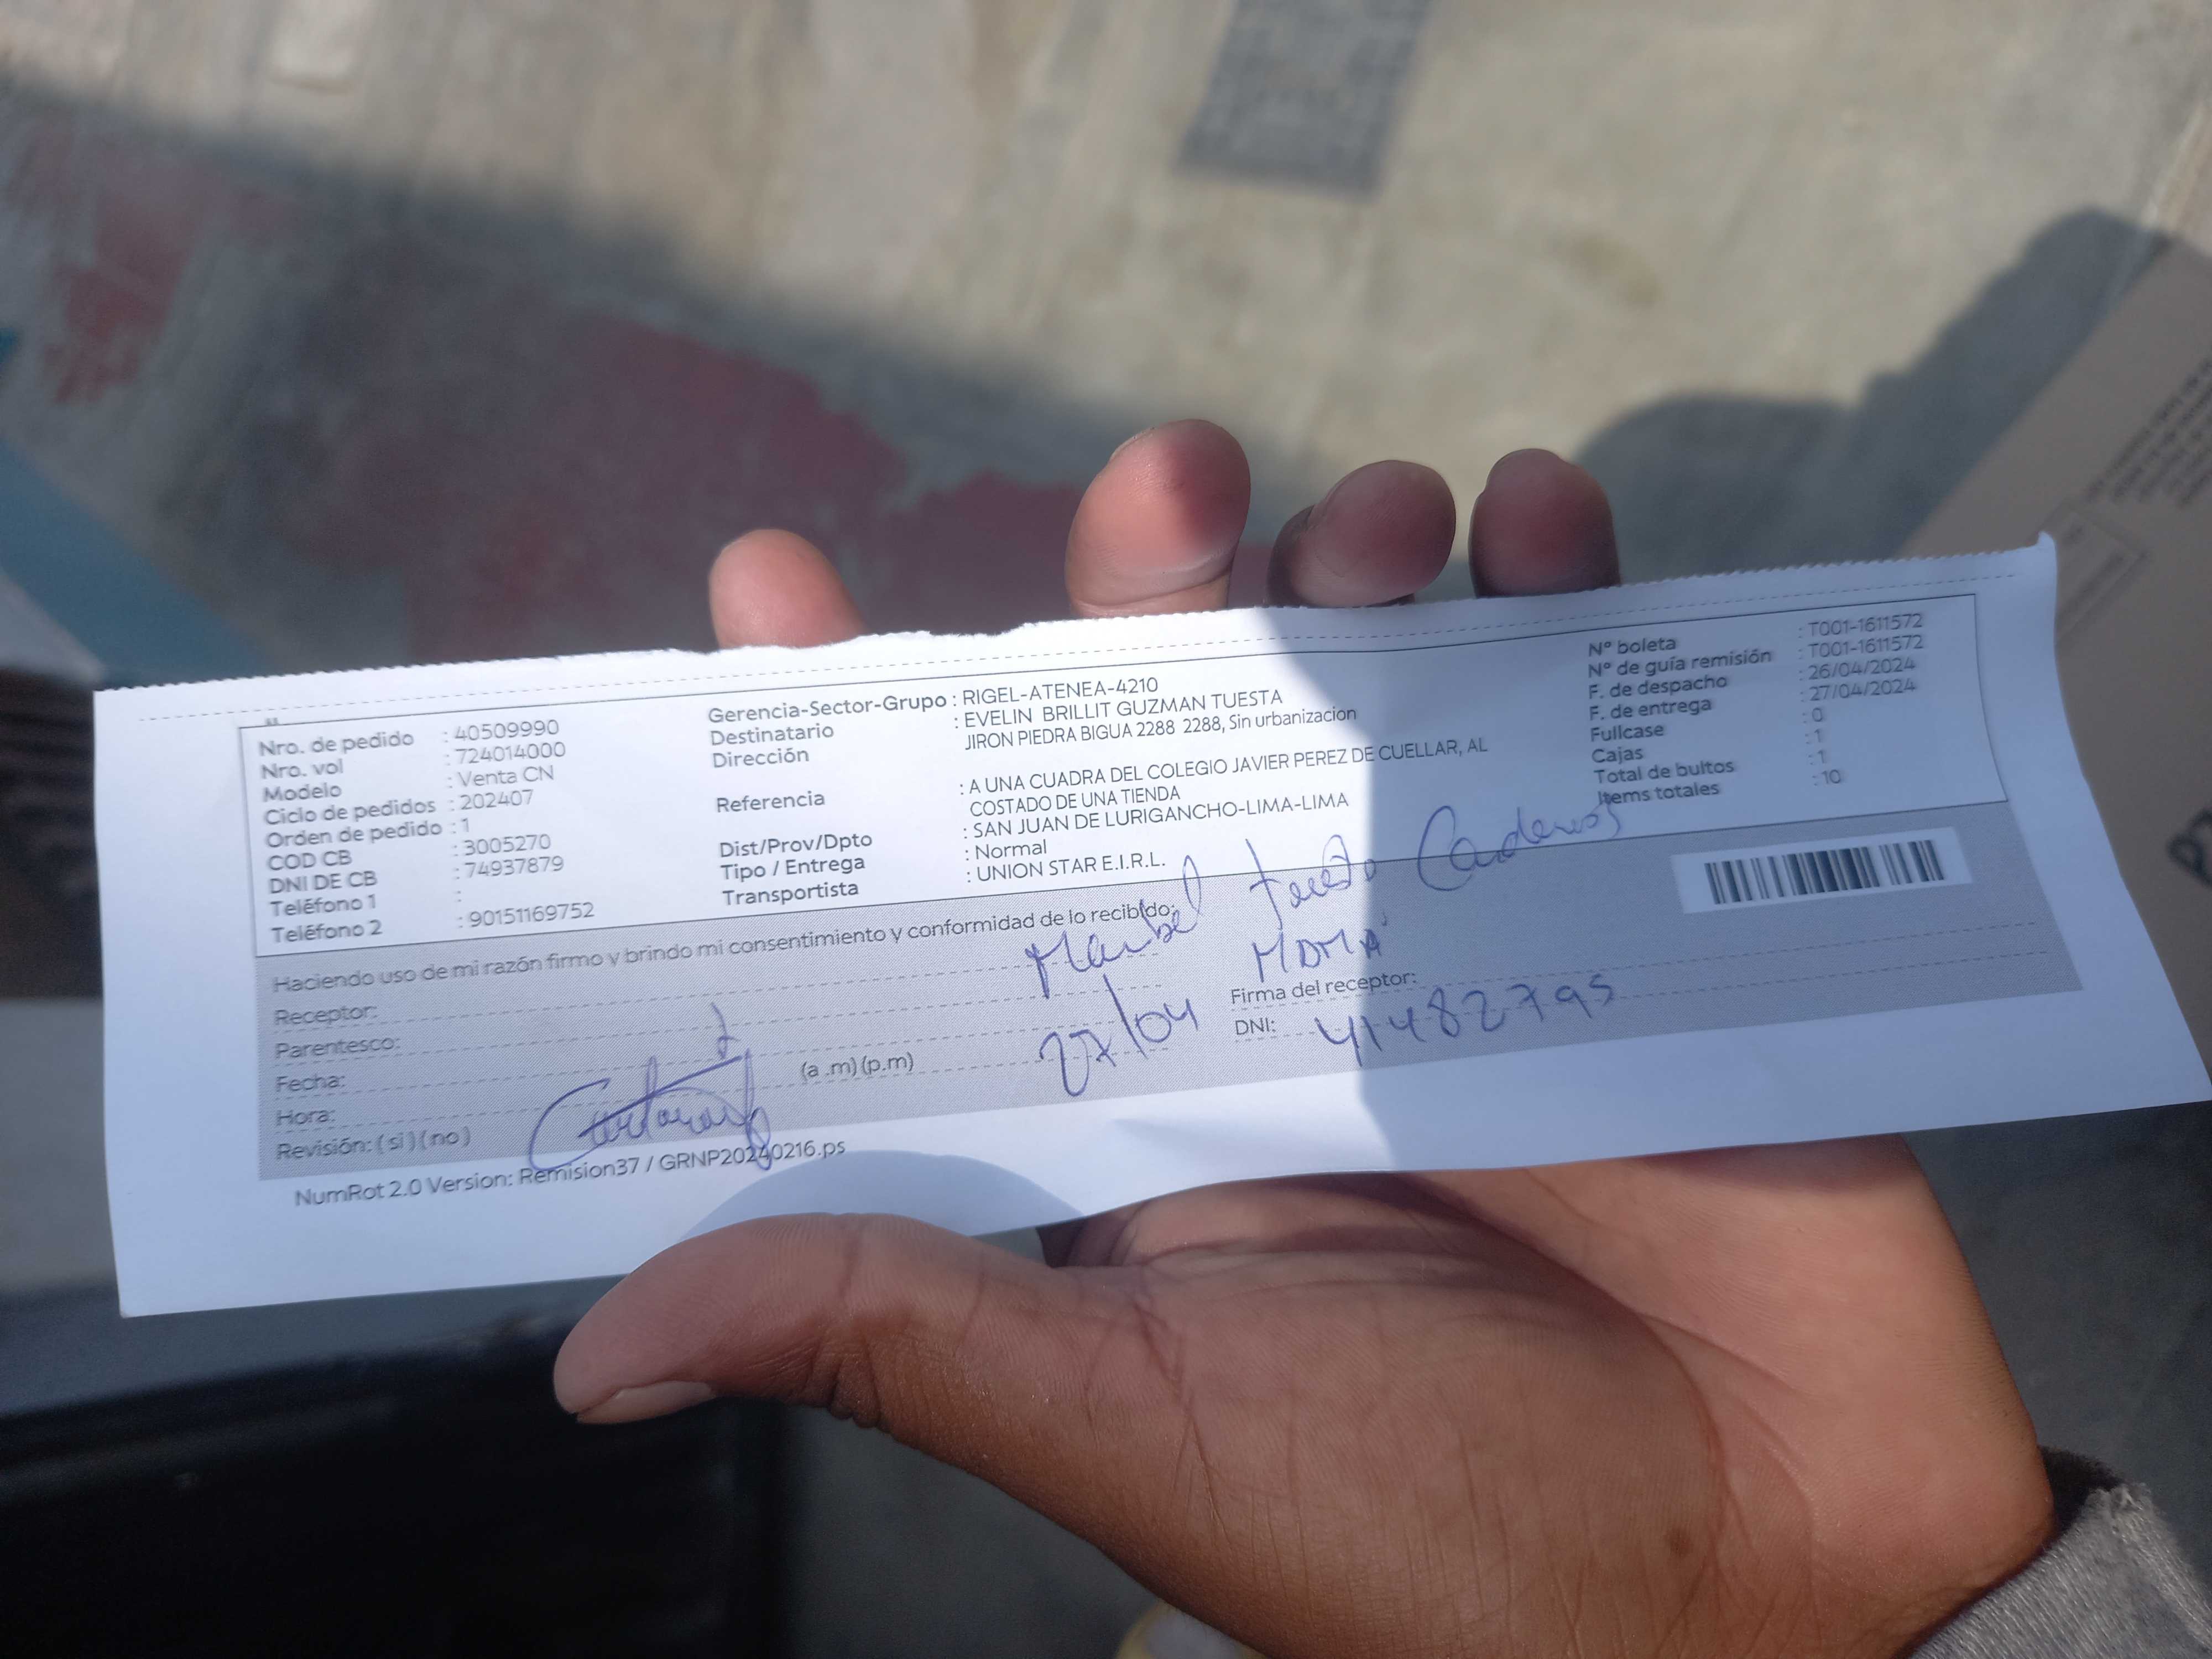 Nro. de pedido : 40509990
Nro. vol : 724014000
Modelo : Venta CN
Ciclo de pedidos : 202407
Orden de pedido : 1
COD CB : 3005270
DNI DE CB : 74937879
Teléfono 1 :
Teléfono 2 : 90151169752
Gerencia-Sector-Grupo : RIGEL-ATENEA-4210
Destinatario : EVELIN BRILLIT GUZMAN TUESTA
Dirección JIRON PIEDRA BIGUA 2288 2288, Sin urbanizacion
Referencia : A UNA CUADRA DEL COLEGIO JAVIER PEREZ DE CUELLAR, AL
COSTADO DE UNA TIENDA
Dist/Prov/Dpto : SAN JUAN DE LURIGANCHO-LIMA-LIMA
Tipo / Entrega : Normal
Transportista : UNION STAR E.I.R.L.
Nº boleta : T001-1611572
Nº de guía remisión : T001-1611572
F. de despacho : 26/04/2024
F. de entrega : 27/04/2024
Fullcase : 0
Cajas : 1
Total de bultos : 1
Items totales : 10
Haciendo uso de mi razón firmo y brindo mi consentimiento y conformidad de lo recibido:
Receptor: Maribel Tuesta Cardenas
Parentesco: MAMÁ
Fecha: 27/04
Hora: (a .m) (p.m)
Revisión: ( si ) ( no )
Firma del receptor:
DNI: 41482795
NumRot 2.0 Version: Remision37 / GRNP20240216.ps